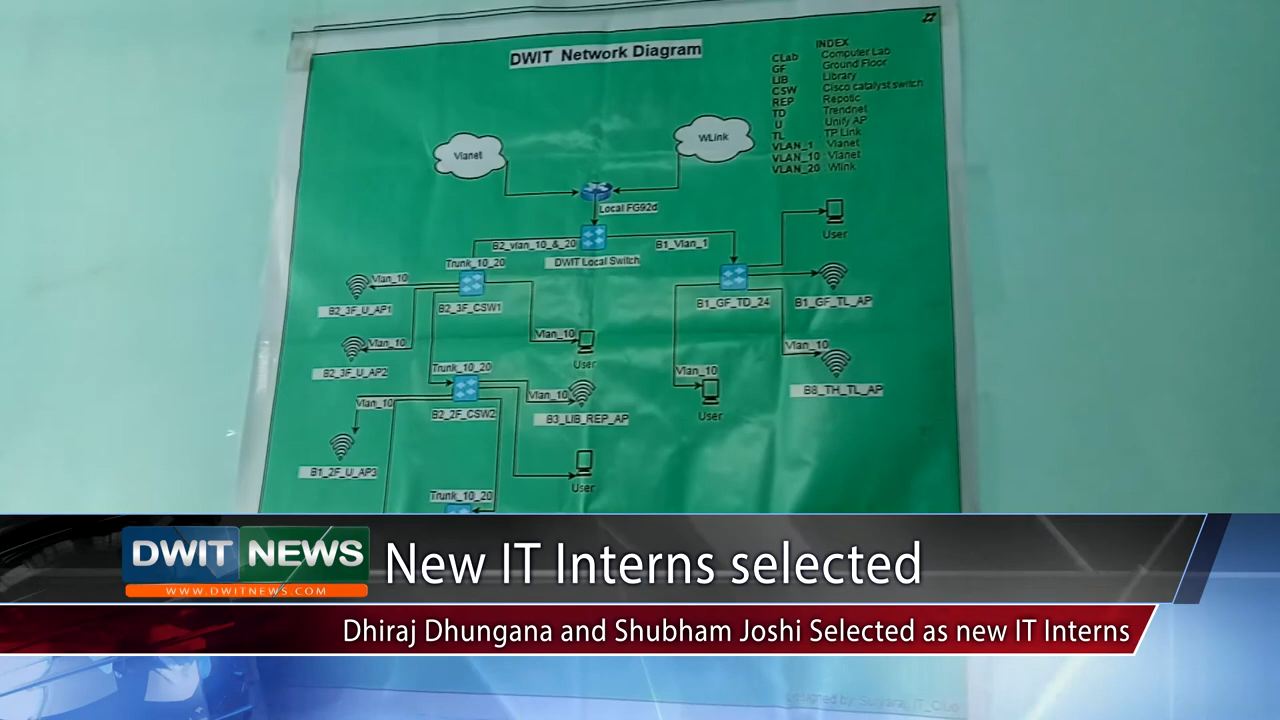 DWIT Network Diagram
INDEX
CLab Computer Lab
GF Ground Floor
LIB Library
CSW Cisco catalyst switch
REP Repotic
TD Trendnet
U Unify AP
TL TP Link
VLAN_1 Vianet
VLAN_10 Vianet
VLAN_20 Wlink
Vianet
WLink
Local FG92d
B2_vlan_10_&_20
B1_Vlan_1
DWIT Local Switch
User
Trunk_10_20
Vlan_10
B2_3F_U_AP1
B2_3F_CSW1
B1_GF_TD_24
B1_GF_TL_AP
Vlan_10
B2_3F_U_AP2
Vlan_10
User
Vlan_10
B8_TH_TL_AP
Trunk_10_20
Vlan_10
User
Vlan_10
B2_2F_CSW2
Vlan_10
B3_LIB_REP_AP
B1_2F_U_AP3
User
Trunk_10_20
DWIT NEWS
WWW.DWITNEWS.COM
New IT Interns selected
Dhiraj Dhungana and Shubham Joshi Selected as new IT Interns